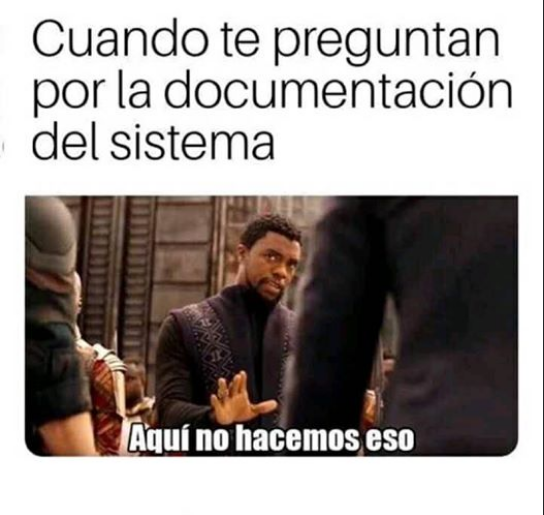 Cuando te preguntan
por la documentación
del sistema
Aquí no hacemos eso